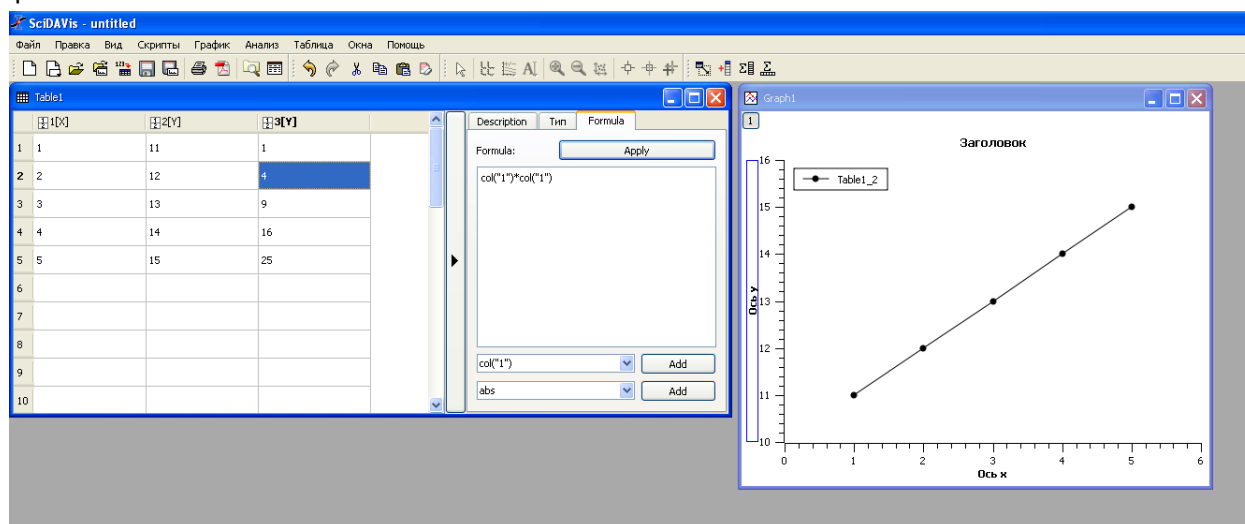 SciDAVis - untitled
Файл Правка Вид Скрипты График Анализ Таблица Окна Помощь
Table1
1[X] 2[Y] 3[Y]
1 1 11 1
2 2 12 4
3 3 13 9
4 4 14 16
5 5 15 25
6
7
8
9
10
Description Тип Formula
Formula: Apply
col("1")*col("1")
col("1") Add
abs Add
Graph1
1
Заголовок
Table1_2
16
15
14
13
12
11
10
Ось y
0 1 2 3 4 5 6
Ось x